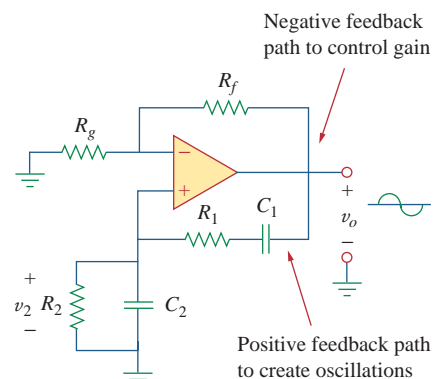 Negative feedback
path to control gain
R_f
R_g
−
+
R_1
C_1
+
v_o
−
+
v_2
−
R_2
C_2
Positive feedback path
to create oscillations